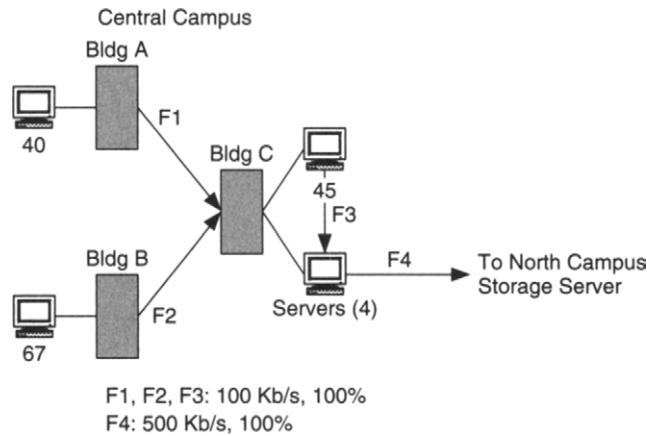 Central Campus
Bldg A
40
F1
Bldg C
45
F3
Bldg B
67
F2
Servers (4)
F4
To North Campus
Storage Server
F1, F2, F3: 100 Kb/s, 100%
F4: 500 Kb/s, 100%